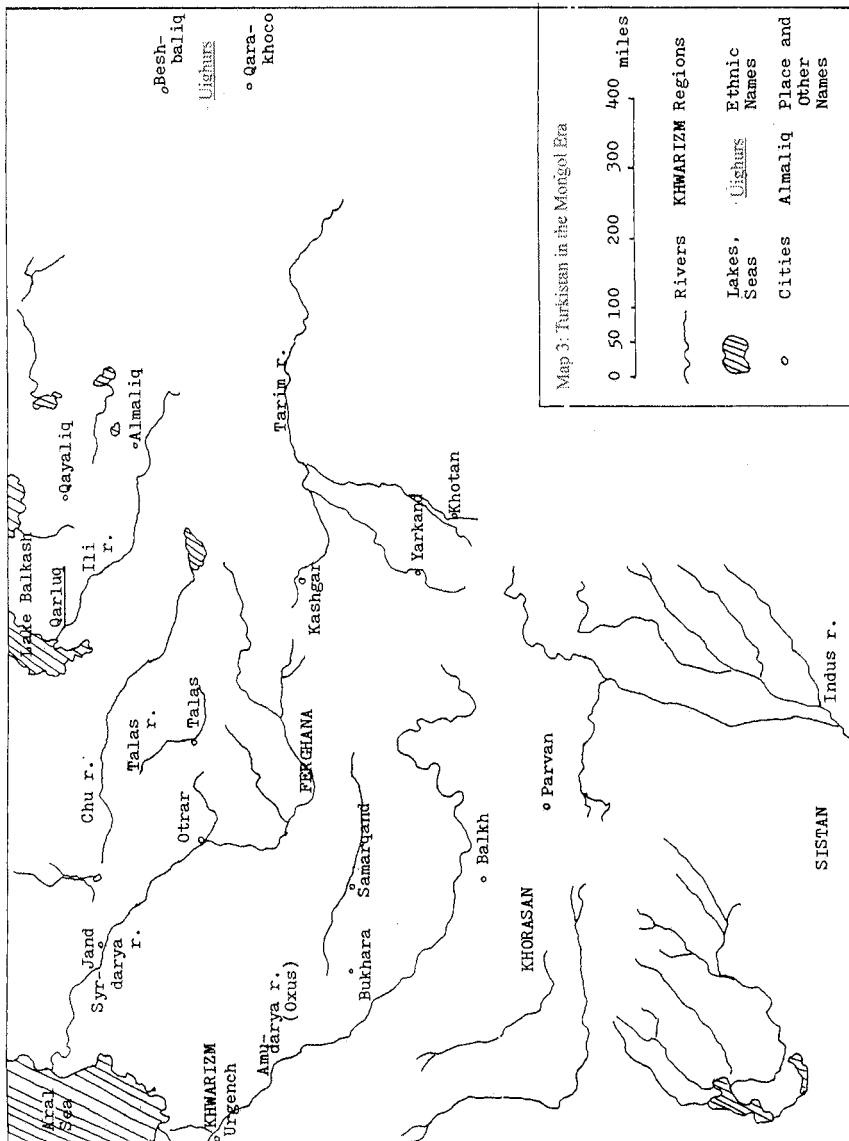 Aral
Sea
Jand
Syr-
darya
r.
KHWARIZM
Urgench
Amu-
darya r.
(Oxus)
Bukhara
Samarqand
Otrar
Chu r.
Talas
r.
Talas
FERGHANA
Lake Balkash
Qarluq
Ili
r.
Qayaliq
Almaliq
Kashgar
Tarim r.
Yarkand
Khotan
Besh-
baliq
Uighurs
Qara-
khoco
Balkh
KHORASAN
Parvan
SISTAN
Indus r.
Map 3: Turkistan in the Mongol Era
0 50 100 200 300 400 miles
Rivers KHWARIZM Regions
Lakes, Uighurs Ethnic
Seas Names
Cities Almaliq Place and
Other
Names